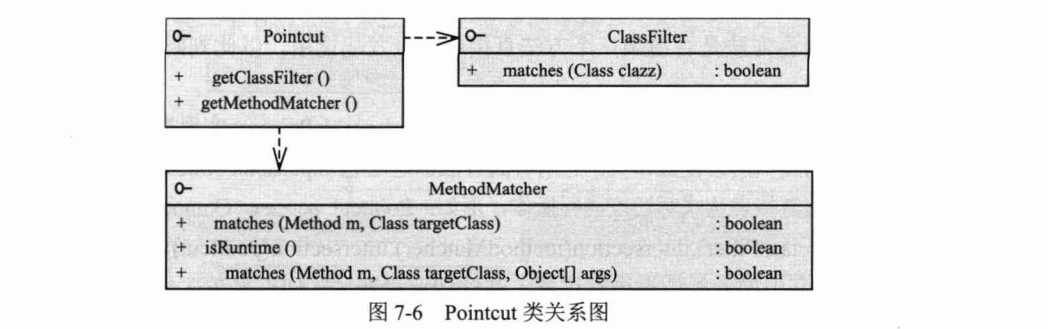 Pointcut
+ getClassFilter ()
+ getMethodMatcher ()
ClassFilter
+ matches (Class clazz) : boolean
MethodMatcher
+ matches (Method m, Class targetClass) : boolean
+ isRuntime () : boolean
+ matches (Method m, Class targetClass, Object[] args) : boolean
图 7-6 Pointcut 类关系图